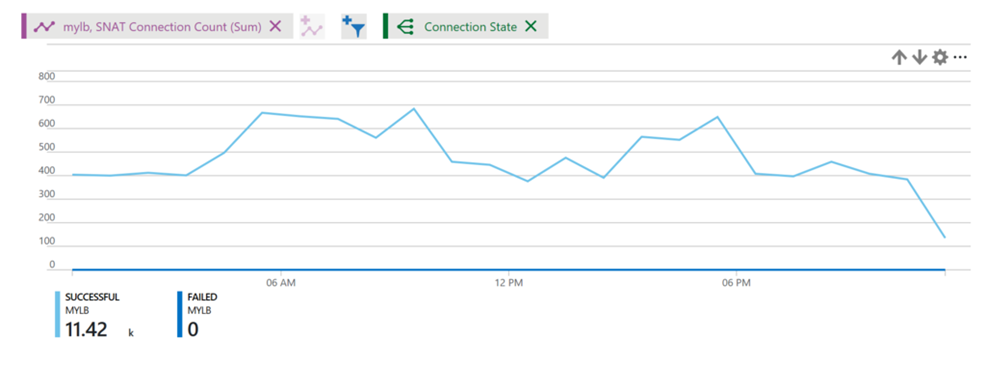 mylb, SNAT Connection Count (Sum)
Connection State
800
700
600
500
400
300
200
100
0
06 AM 12 PM 06 PM
SUCCESSFUL
MYLB
11.42 k
FAILED
MYLB
0